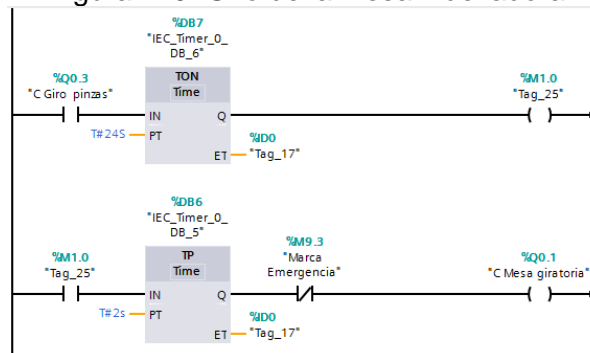 %DB7
"IEC_Timer_0_
DB_6"
%Q0.3
"C Giro pinzas"
TON
Time
%M1.0
"Tag_25"
IN
Q
T#24S
PT
%ID0
ET
"Tag_17"
%DB6
"IEC_Timer_0_
DB_5"
%M1.0
"Tag_25"
TP
Time
%M9.3
"Marca
Emergencia"
%Q0.1
"C Mesa giratoria"
IN
Q
T#2s
PT
%ID0
ET
"Tag_17"